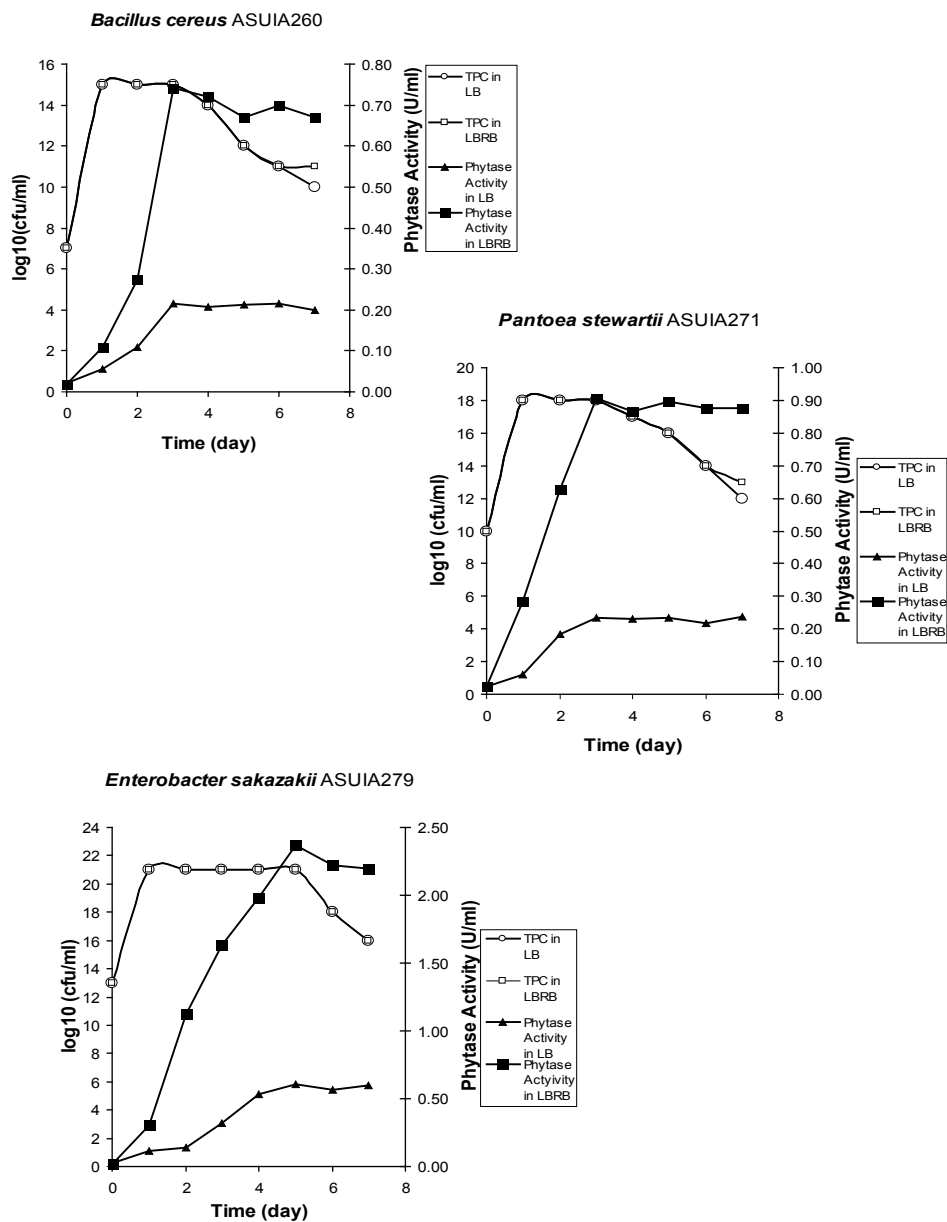 Bacillus cereus ASUIA260
16
14
12
10
8
6
4
2
0
log10(cfu/ml)
0 2 4 6 8
Time (day)
0.80
0.70
0.60
0.50
0.40
0.30
0.20
0.10
0.00
Phytase Activity (U/ml)
TPC in
LB
TPC in
LBRB
Phytase
Activity
in LB
Phytase
Activity
in LBRB
Pantoea stewartii ASUIA271
20
18
16
14
12
10
8
6
4
2
0
log10 (cfu/ml)
0 2 4 6 8
Time (day)
1.00
0.90
0.80
0.70
0.60
0.50
0.40
0.30
0.20
0.10
0.00
Phytase Activity (U/ml)
TPC in
LB
TPC in
LBRB
Phytase
Activity
in LB
Phytase
Activity
in LBRB
Enterobacter sakazakii ASUIA279
24
22
20
18
16
14
12
10
8
6
4
2
0
log10 (cfu/ml)
0 2 4 6 8
Time (day)
2.50
2.00
1.50
1.00
0.50
0.00
Phytase Activity (U/ml)
TPC in
LB
TPC in
LBRB
Phytase
Activity
in LB
Phytase
Actyivity
in LBRB